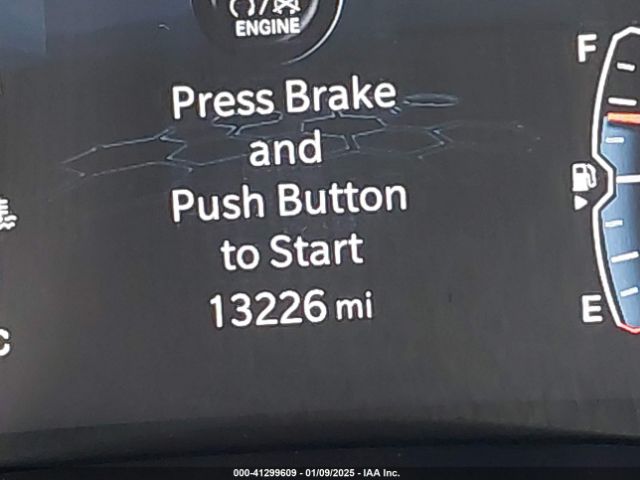 ENGINE
F
Press Brake
and
Push Button
to Start
13226 mi
E
C
000-41299609 - 01/09/2025 - IAA Inc.